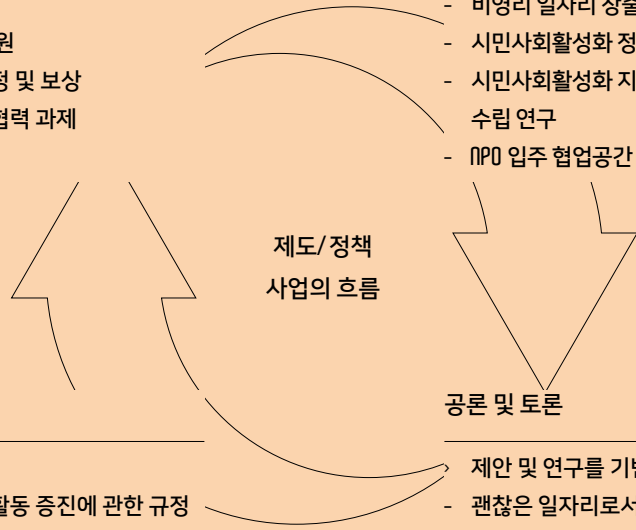 원
정 및 보상
협력 과제
- 비영리 일자리 창출
- 시민사회활성화 정
- 시민사회활성화 지
수립 연구
- NPO 입주 협업공간
제도/정책
사업의 흐름
공론 및 토론
› 제안 및 연구를 기반
- 괜찮은 일자리로서
활동 증진에 관한 규정